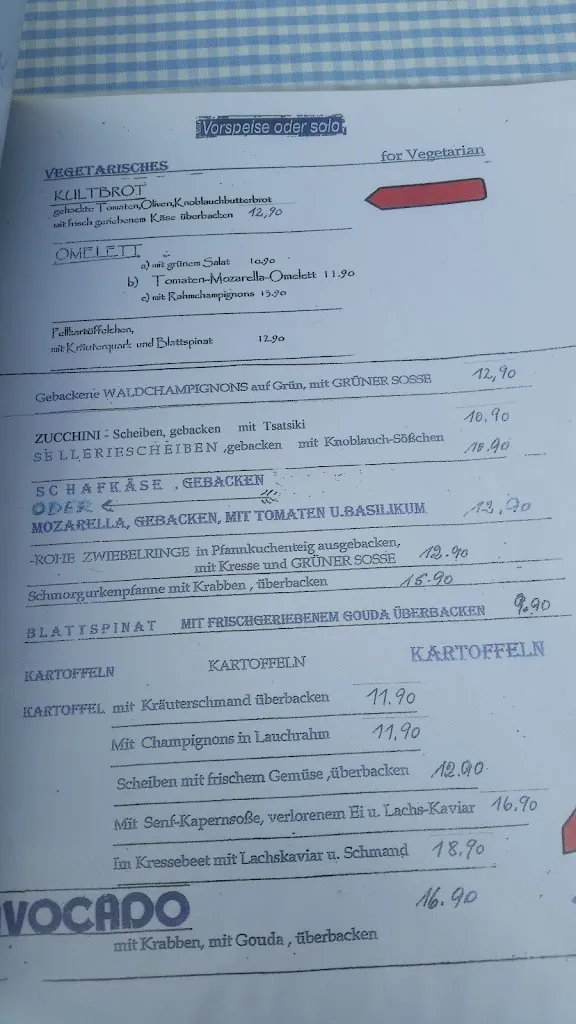 Vorspeise oder solo
VEGETARISCHES for Vegetarian
KULTBROT
gehackte Tomaten,Oliven,Knoblauchbutterbrot
mit frisch geriebenem Käse überbacken 12,90
OMELETT
a) mit grünem Salat 10.90
b) Tomaten-Mozarella-Omelett 11.90
c) mit Rahmchampignons 13.90
Pellkartöffelchen,
mit Kräuterquark und Blattspinat 12.90
Gebackene WALDCHAMPIGNONS auf Grün, mit GRÜNER SOSSE 12,90
ZUCCHINI - Scheiben, gebacken mit Tsatsiki 10.90
SELLERIESCHEIBEN ,gebacken mit Knoblauch-Sößchen 10.90
SCHAFKÄSE , GEBACKEN
ODER
MOZARELLA, GEBACKEN, MIT TOMATEN U.BASILIKUM 12,90
-ROHE ZWIEBELRINGE in Pfannkuchenteig ausgebacken,
mit Kresse und GRÜNER SOSSE 12.90
Schmorgurkenpfanne mit Krabben , überbacken 15.90
BLATTSPINAT MIT FRISCHGERIEBENEM GOUDA ÜBERBACKEN 9.90
KARTOFFELN KARTOFFELN KARTOFFELN
KARTOFFEL mit Kräuterschmand überbacken 11.90
Mit Champignons in Lauchrahm 11,90
Scheiben mit frischem Gemüse ,überbacken 12.90
Mit Senf-Kapernsoße, verlorenem Ei u. Lachs-Kaviar 16.90
Im Kressebeet mit Lachskaviar u. Schmand 18,90
VOCADO 16.90
mit Krabben, mit Gouda , überbacken